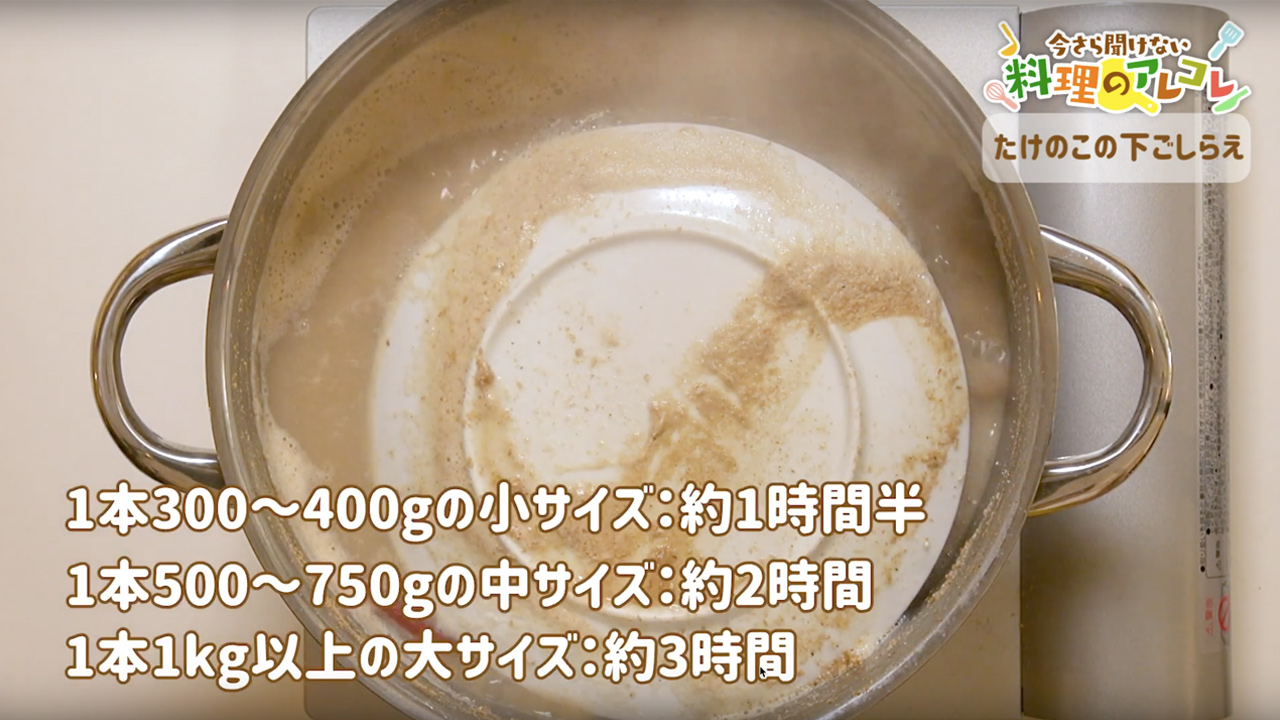 今さら聞けない
料理のアレコレ
たけのこの下ごしらえ
1本300〜400gの小サイズ：約1時間半
1本500〜750gの中サイズ：約2時間
1本1kg以上の大サイズ：約3時間